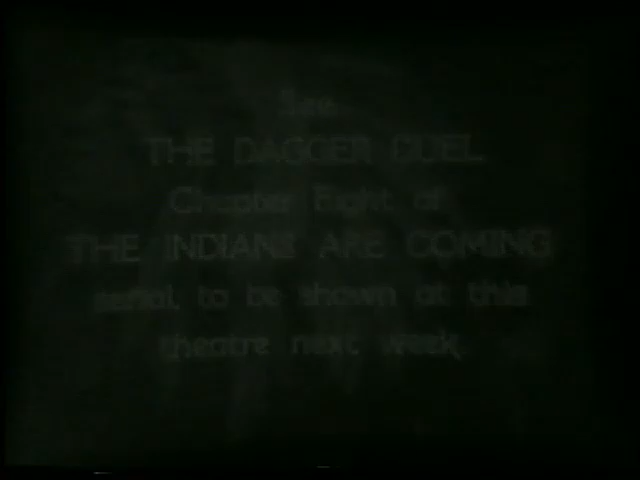 See
THE DAGGER DUEL
Chapter Eight of
THE INDIANS ARE COMING
serial, to be shown at this
theatre next week.